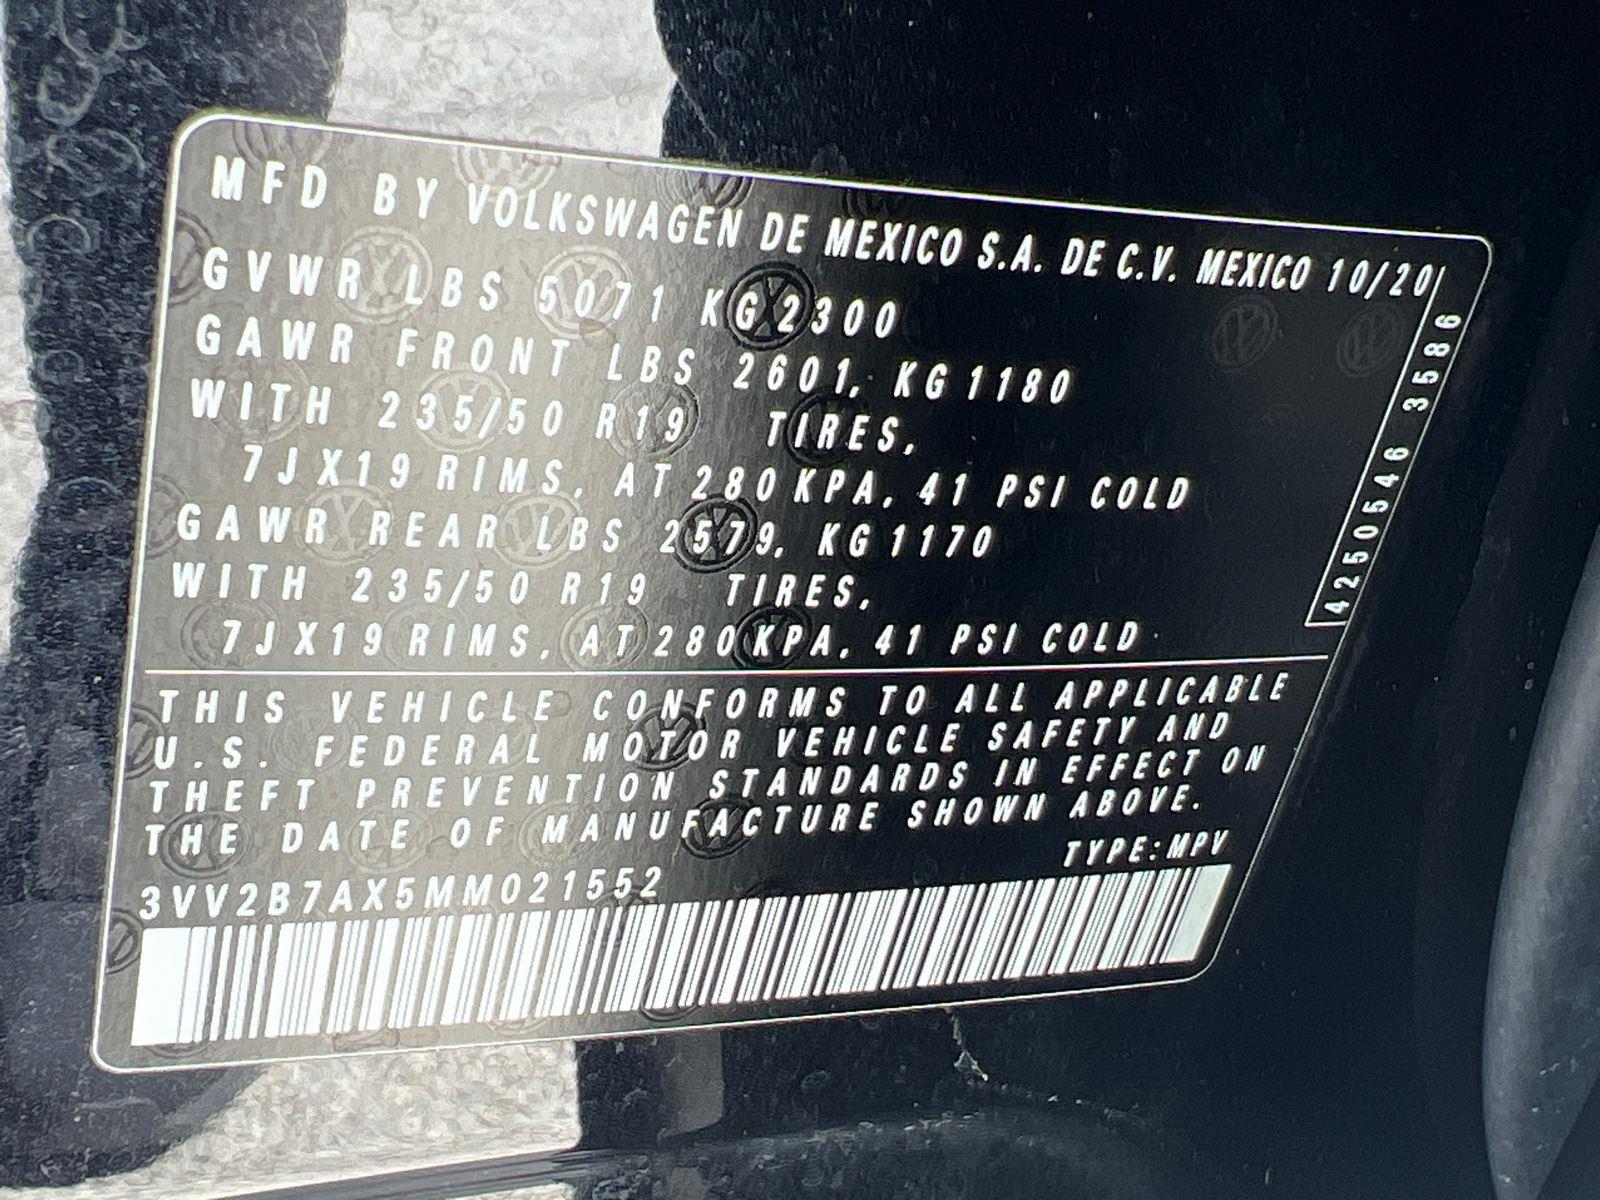 MFD BY VOLKSWAGEN DE MEXICO S.A. DE C.V. MEXICO 10/20
GVWR LBS 5071 KG 2300
GAWR FRONT LBS 2601, KG 1180
WITH 235/50 R19 TIRES,
7J X19 RIMS, AT 280 KPA, 41 PSI COLD
GAWR REAR LBS 2579, KG 1170
WITH 235/50 R19 TIRES,
7J X19 RIMS, AT 280 KPA, 41 PSI COLD
4250546 3586
THIS VEHICLE CONFORMS TO ALL APPLICABLE
U.S. FEDERAL MOTOR VEHICLE SAFETY AND
THEFT PREVENTION STANDARDS IN EFFECT ON
THE DATE OF MANUFACTURE SHOWN ABOVE.
TYPE:MPV
3VV2B7AX5MM021552